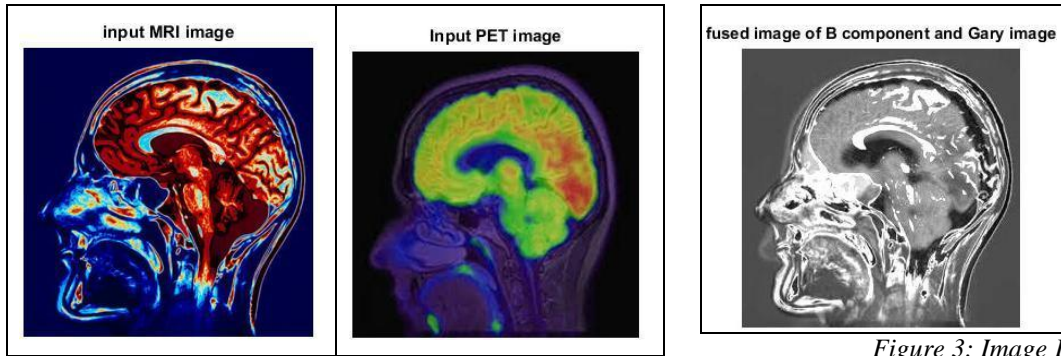 input MRI image
Input PET image
fused image of B component and Gary image
Figure 3: Image